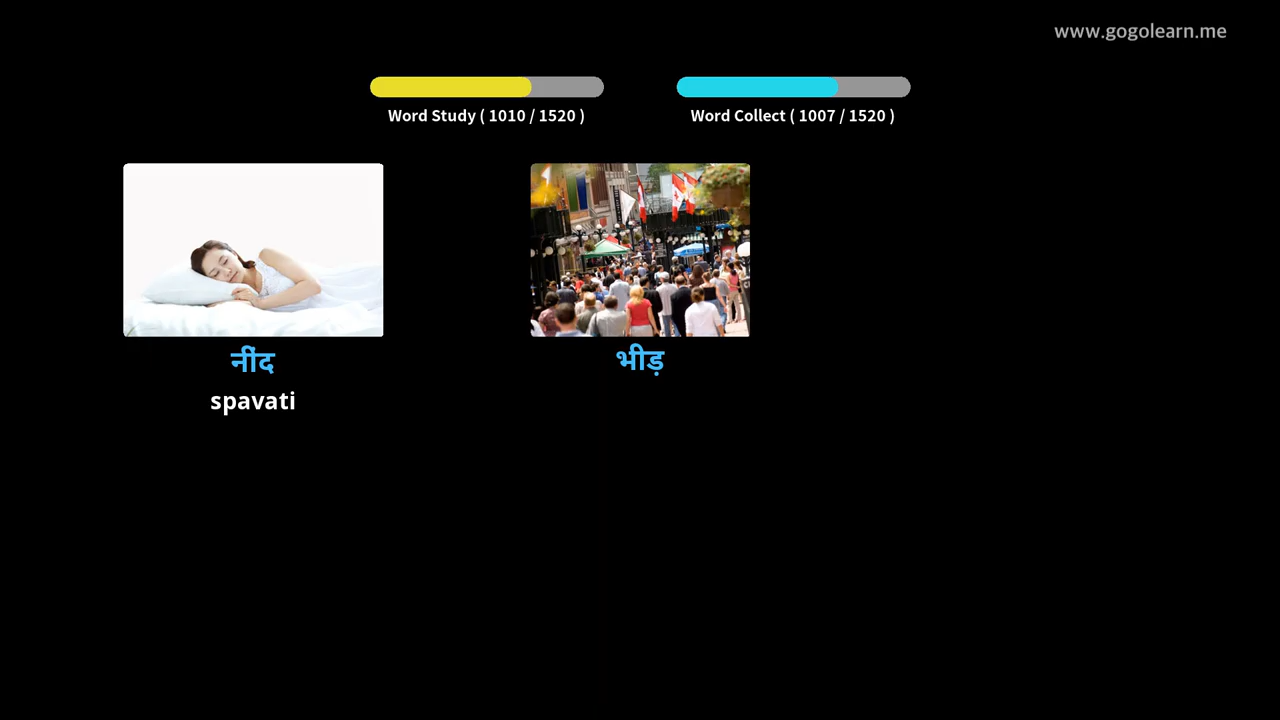 www.gogolearn.me
Word Study ( 1010 / 1520 )
Word Collect ( 1007 / 1520 )
नींद
भीड़
spavati